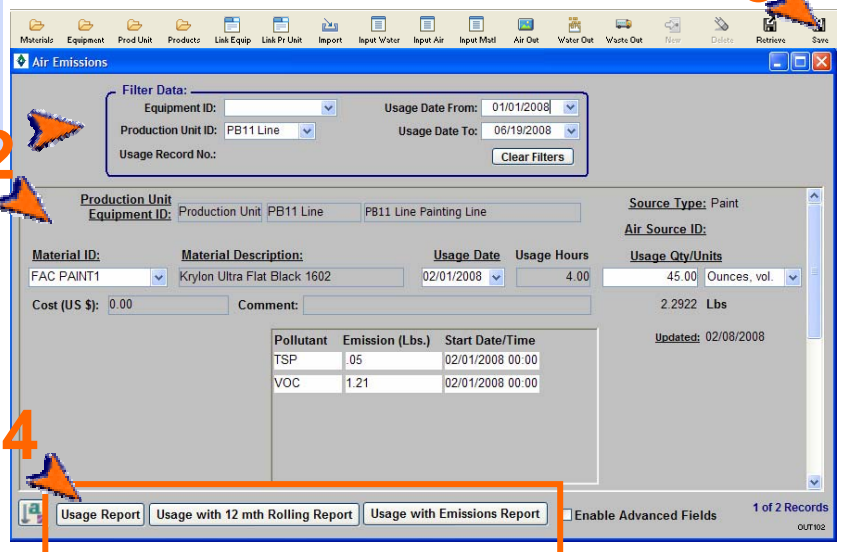 Materials Equipment Prod Unit Products Link Equip Link Pr Unit Import Input Water Input Air Input Matl Air Out Water Out Waste Out New Delete Retrieve Save
Air Emissions
Filter Data:
Equipment ID: Usage Date From: 01/01/2008
2
Production Unit ID: PB11 Line Usage Date To: 06/19/2008
Usage Record No.: Clear Filters
Production Unit
Equipment ID: Production Unit PB11 Line PB11 Line Painting Line
Source Type: Paint
Air Source ID:
Material ID: Material Description: Usage Date Usage Hours Usage Qty/Units
FAC PAINT1 Krylon Ultra Flat Black 1602 02/01/2008 4.00 45.00 Ounces, vol.
Cost (US $): 0.00 Comment: 2.2922 Lbs
Pollutant Emission (Lbs.) Start Date/Time
Updated: 02/08/2008
TSP .05 02/01/2008 00:00
VOC 1.21 02/01/2008 00:00
4
Usage Report Usage with 12 mth Rolling Report Usage with Emissions Report Enable Advanced Fields 1 of 2 Records
OUT102